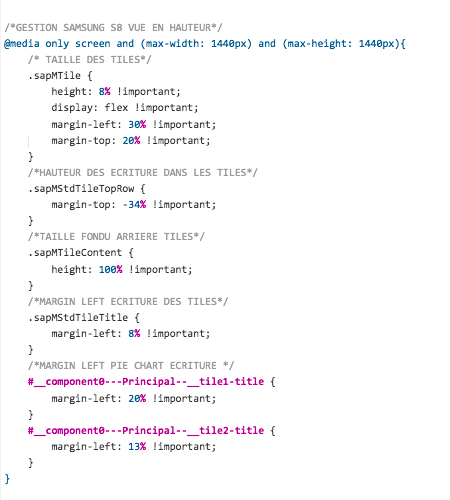 /*GESTION SAMSUNG S8 VUE EN HAUTEUR*/
@media only screen and (max-width: 1440px) and (max-height: 1440px){
/* TAILLE DES TILES*/
.sapMTile {
height: 8% !important;
display: flex !important;
margin-left: 30% !important;
margin-top: 20% !important;
}
/*HAUTEUR DES ECRITURE DANS LES TILES*/
.sapMStdTileTopRow {
margin-top: -34% !important;
}
/*TAILLE FONDU ARRIERE TILES*/
.sapMTileContent {
height: 100% !important;
}
/*MARGIN LEFT ECRITURE DES TILES*/
.sapMStdTileTitle {
margin-left: 8% !important;
}
/*MARGIN LEFT PIE CHART ECRITURE */
#__component0---Principal--__tile1-title {
margin-left: 20% !important;
}
#__component0---Principal--__tile2-title {
margin-left: 13% !important;
}
}